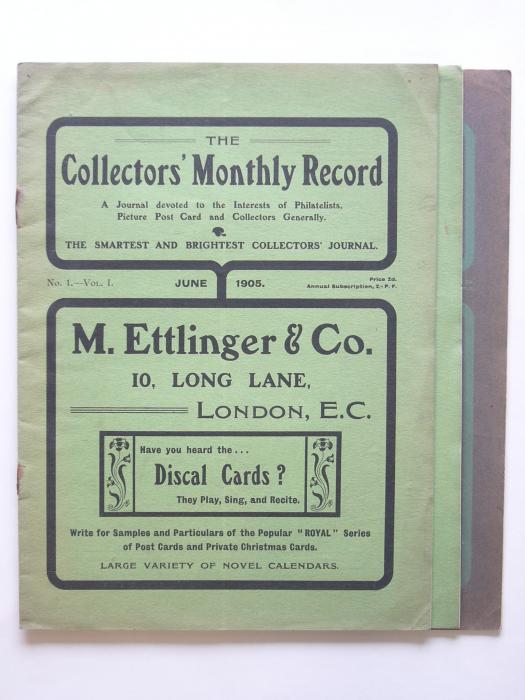 THE
Collectors' Monthly Record
A Journal devoted to the Interests of Philatelists,
Picture Post Card and Collectors Generally.
THE SMARTEST AND BRIGHTEST COLLECTORS' JOURNAL.
No. 1.—Vol. I. JUNE 1905. Price 2d.
Annual Subscription, 2/- P. F.
M. Ettlinger & Co.
10, LONG LANE,
LONDON, E.C.
Have you heard the...
Discal Cards?
They Play, Sing, and Recite.
Write for Samples and Particulars of the Popular "ROYAL" Series
of Post Cards and Private Christmas Cards.
LARGE VARIETY OF NOVEL CALENDARS.